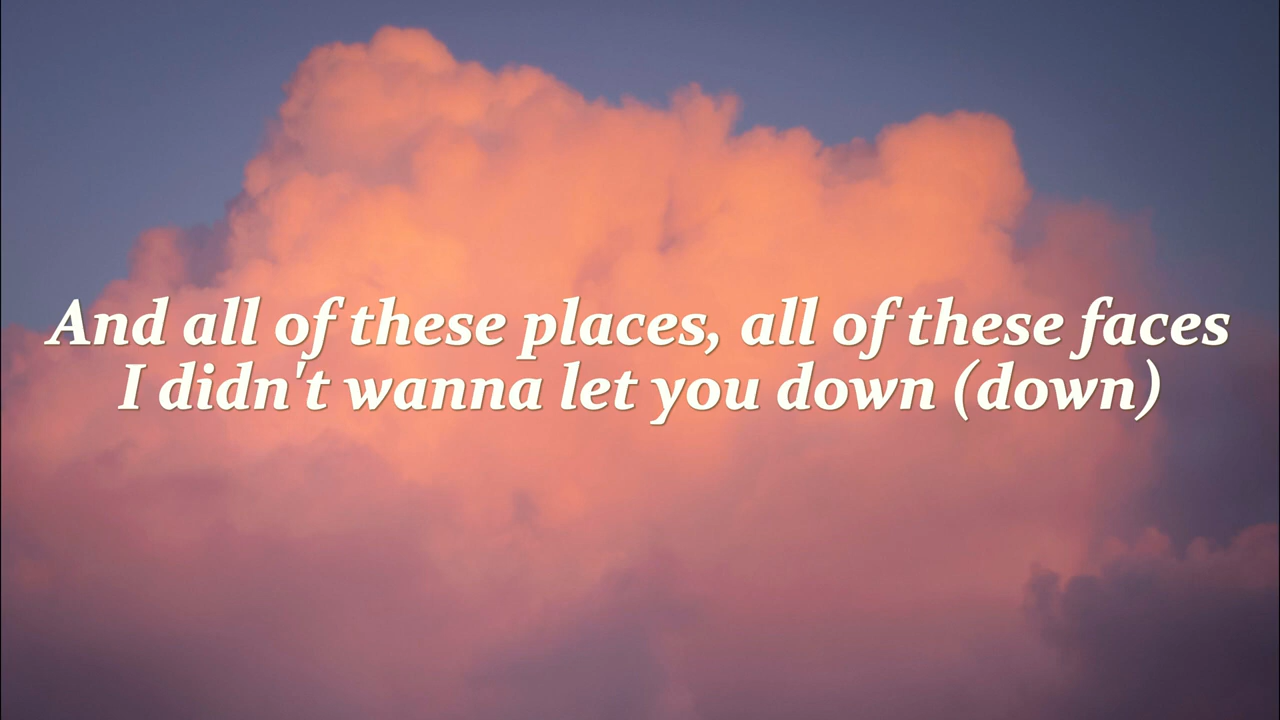 And all of these places, all of these faces
I didn't wanna let you down (down)